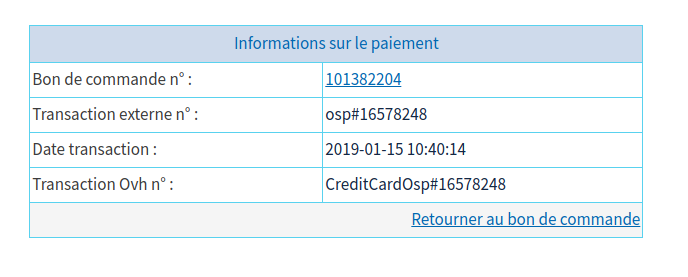 Informations sur le paiement
Bon de commande n° : 101382204
Transaction externe n° : osp#16578248
Date transaction : 2019-01-15 10:40:14
Transaction Ovh n° : CreditCardOsp#16578248
Retourner au bon de commande